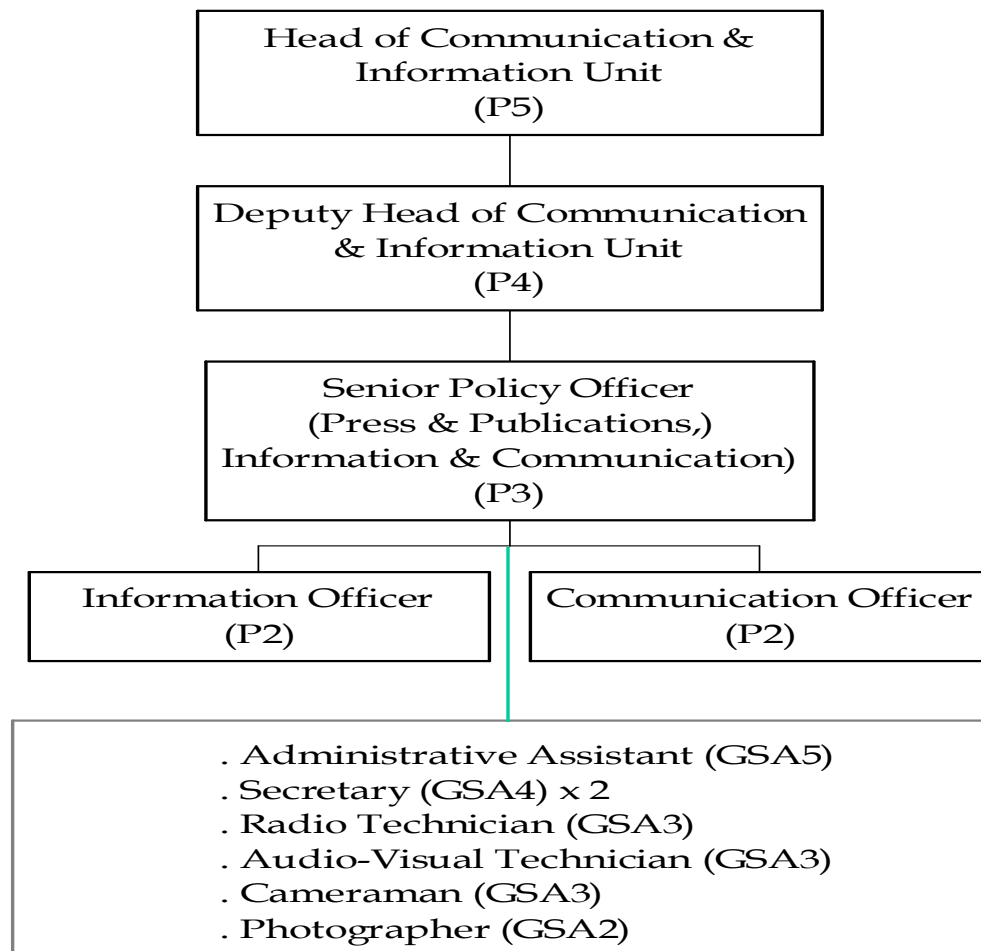 Head of Communication &
Information Unit
(P5)
Deputy Head of Communication
& Information Unit
(P4)
Senior Policy Officer
(Press & Publications,)
Information & Communication)
(P3)
Information Officer
(P2)
Communication Officer
(P2)
. Administrative Assistant (GSA5)
. Secretary (GSA4) x 2
. Radio Technician (GSA3)
. Audio-Visual Technician (GSA3)
. Cameraman (GSA3)
. Photographer (GSA2)